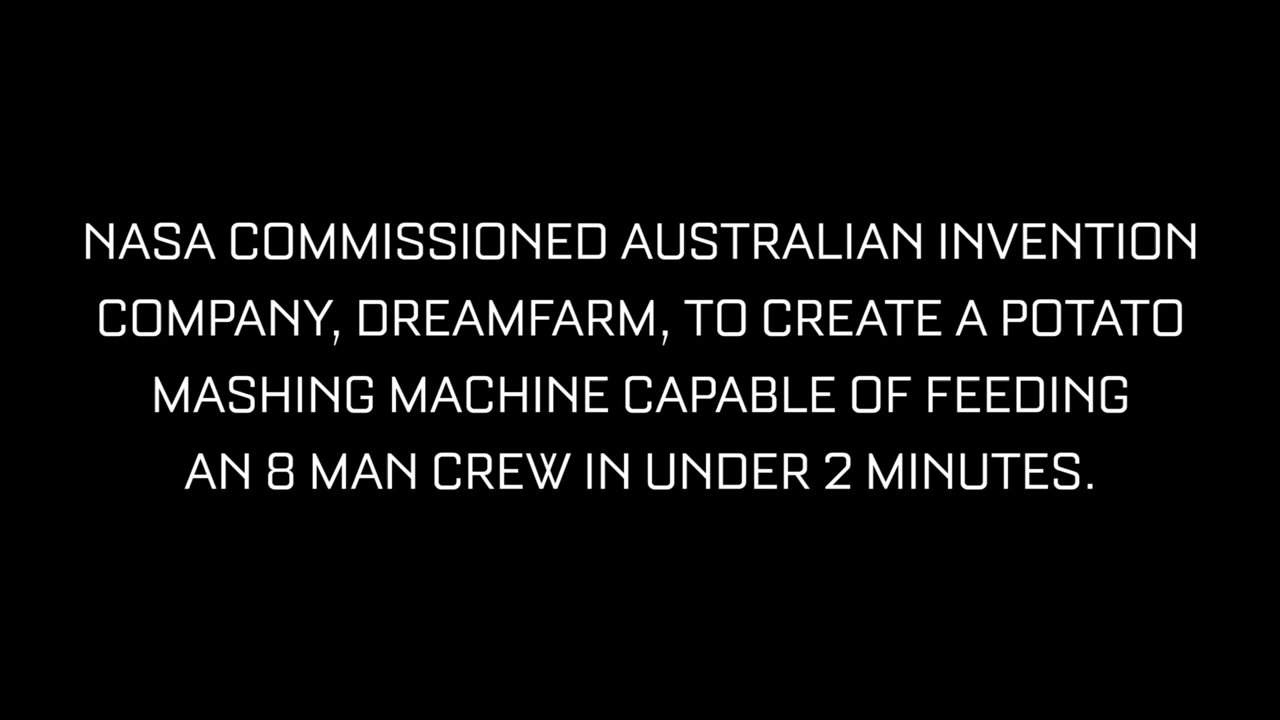 NASA COMMISSIONED AUSTRALIAN INVENTION
COMPANY, DREAMFARM, TO CREATE A POTATO
MASHING MACHINE CAPABLE OF FEEDING
AN 8 MAN CREW IN UNDER 2 MINUTES.